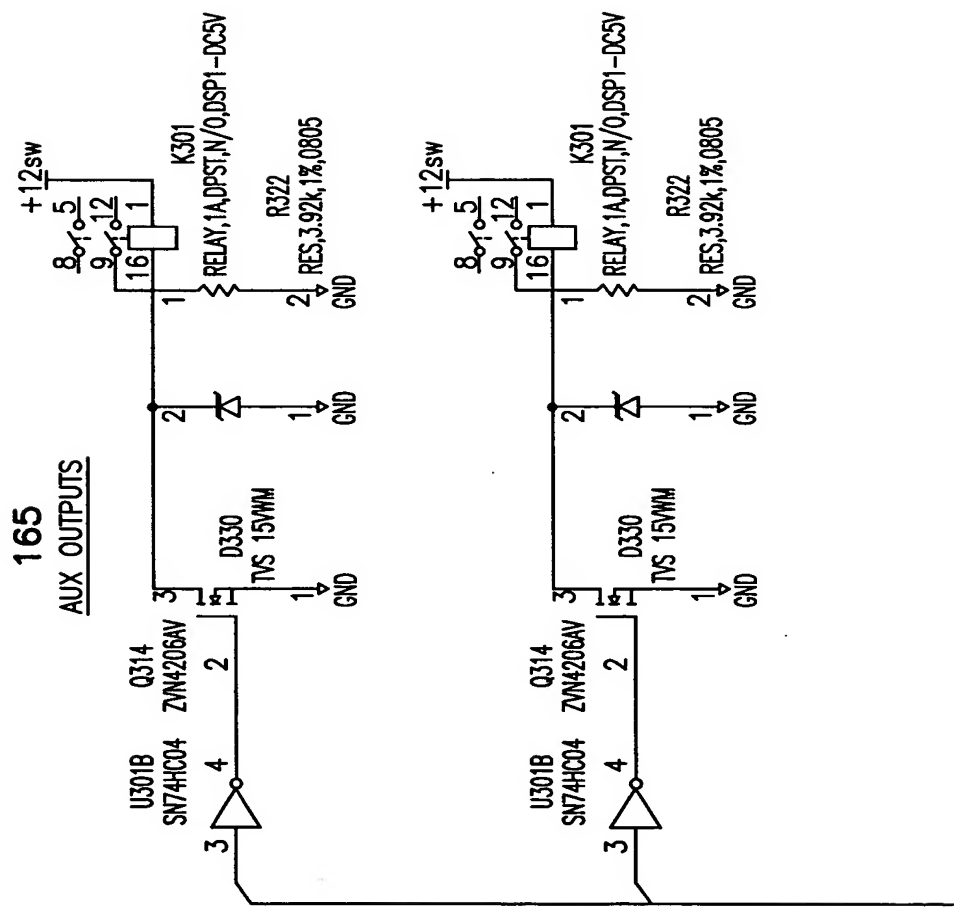 165
AUX OUTPUTS
+12sw
8 5
9 12
16 1
K301
RELAY,1A,DPST,N/O,DSP1-DC5V
R322
RES,3.92k,1%,0805
1
2
GND
2
1
GND
D330
TVS 15VWM
3
1
GND
Q314
ZVN4206AV
2
U301B
SN74HC04
3 4
+12sw
8 5
9 12
16 1
K301
RELAY,1A,DPST,N/O,DSP1-DC5V
R322
RES,3.92k,1%,0805
1
2
GND
2
1
GND
D330
TVS 15VWM
3
1
GND
Q314
ZVN4206AV
2
U301B
SN74HC04
3 4